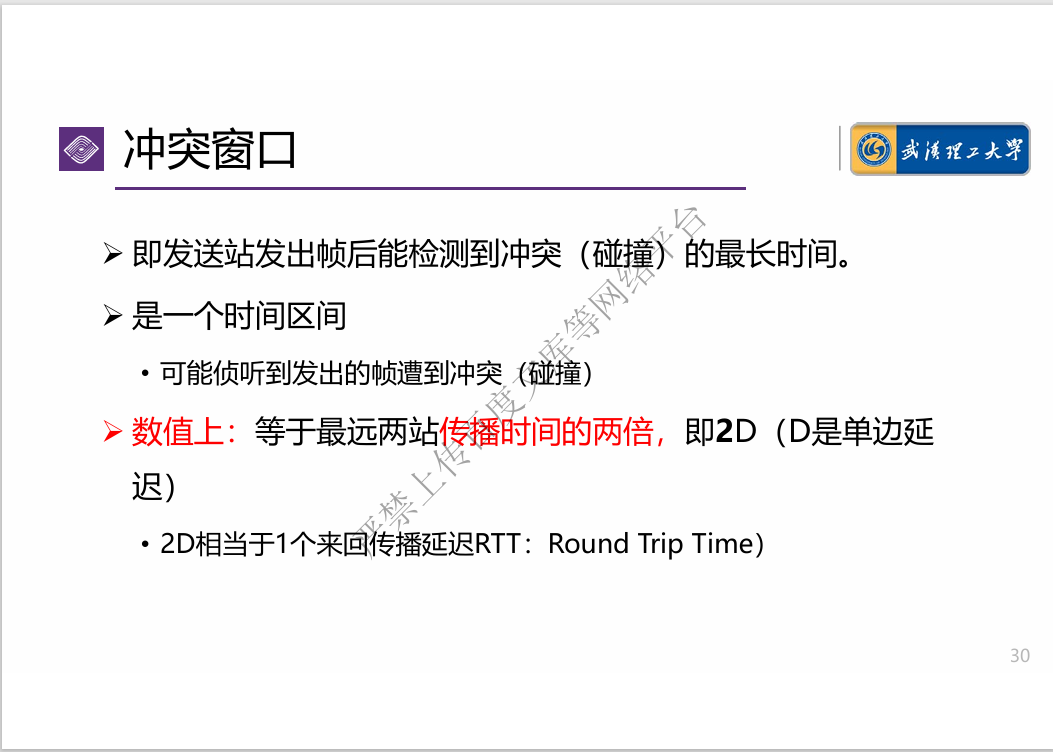 冲突窗口
武汉理工大学
即发送站发出帧后能检测到冲突（碰撞）的最长时间。
是一个时间区间
• 可能侦听到发出的帧遭到冲突（碰撞）
数值上：等于最远两站传播时间的两倍，即2D（D是单边延
迟）
• 2D相当于1个来回传播延迟RTT：Round Trip Time）
严禁上传百度文库等网络平台
30